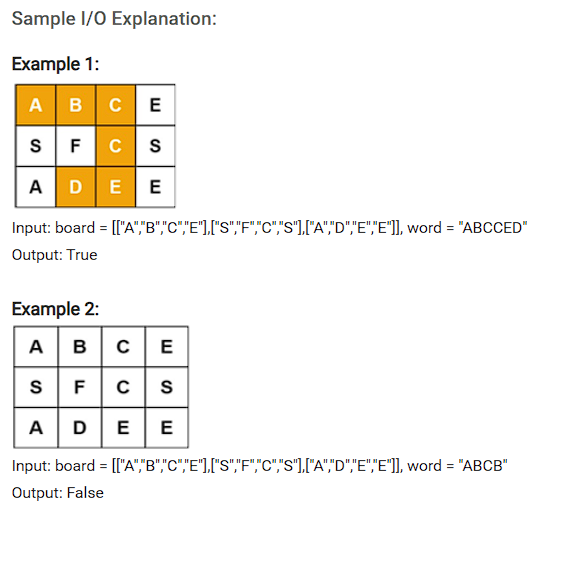 Sample I/O Explanation:
Example 1:
A B C E
S F C S
A D E E
Input: board = [["A","B","C","E"],["S","F","C","S"],["A","D","E","E"]], word = "ABCCED"
Output: True
Example 2:
A B C E
S F C S
A D E E
Input: board = [["A","B","C","E"],["S","F","C","S"],["A","D","E","E"]], word = "ABCB"
Output: False